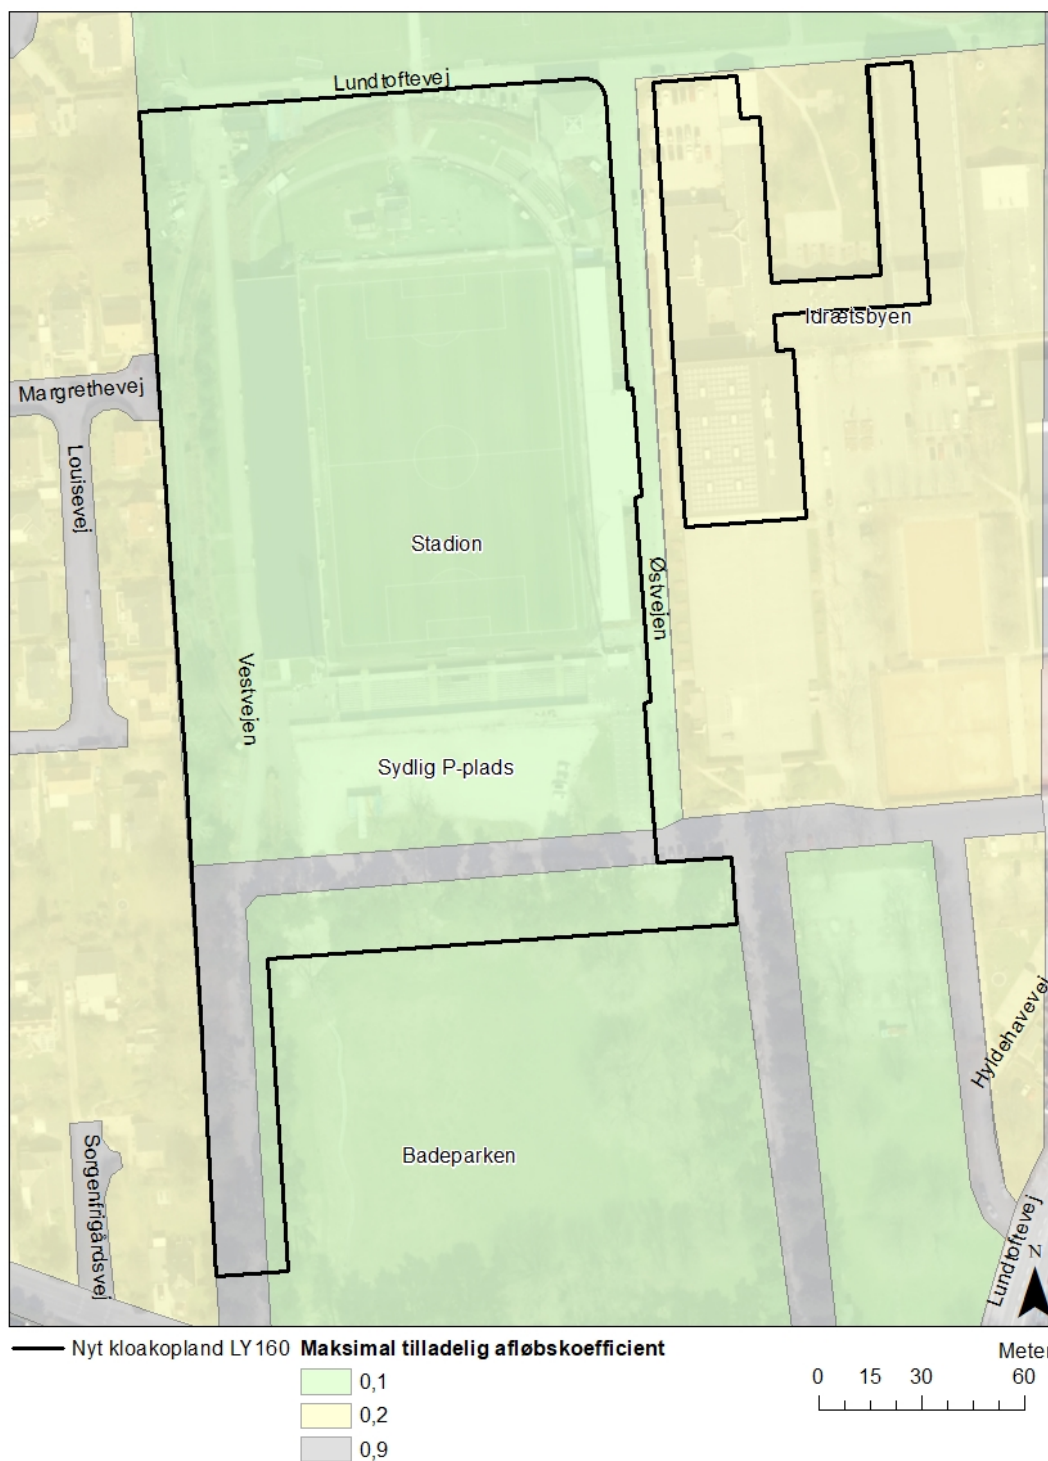 Lundtoftevej
Idrætsbyen
Margrethevej
Louisevej
Stadion
Østvejen
Vestvejen
Sydlig P-plads
Hyldehavevej
Badeparken
Sorgenfrigårdsvej
Lundtoftevej
N
Nyt kloakopland LY160
Maksimal tilladelig afløbskoefficient
0,1
0,2
0,9
Meter
0 15 30 60